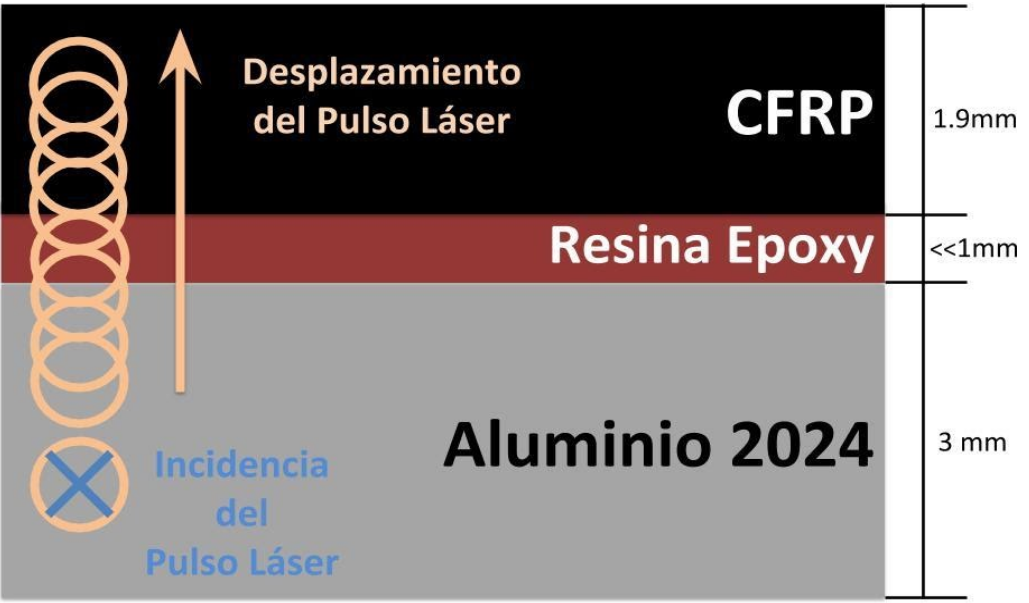 Desplazamiento
del Pulso Láser
CFRP
1.9mm
Resina Epoxy
<<1mm
Aluminio 2024
3 mm
Incidencia
del
Pulso Láser